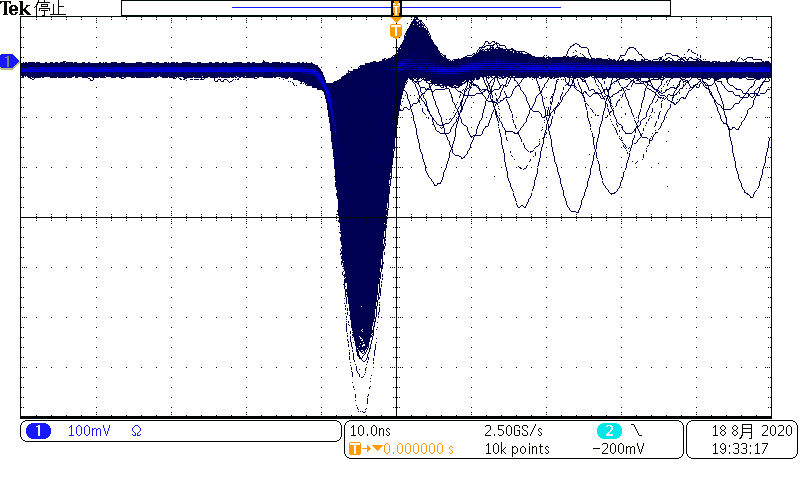 Tek 停止
T
T
1
1 100mV Ω
10.0ns 2.50GS/s 2
T→▼0.000000 s 10k points −200mV
18 8月 2020
19:33:17